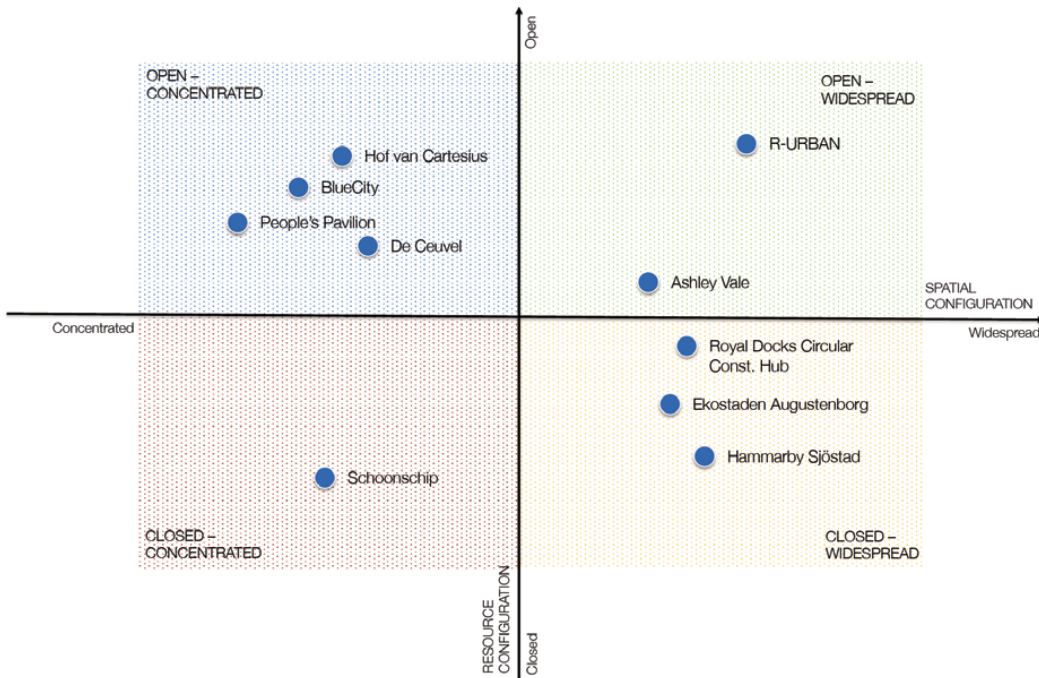 Open
OPEN –
CONCENTRATED
OPEN –
WIDESPREAD
R-URBAN
Hof van Cartesius
BlueCity
People's Pavilion
De Ceuvel
Ashley Vale
SPATIAL
CONFIGURATION
Concentrated
Widespread
Royal Docks Circular
Const. Hub
Ekostaden Augustenborg
Hammarby Sjöstad
Schoonschip
CLOSED –
CONCENTRATED
CLOSED –
WIDESPREAD
RESOURCE
CONFIGURATION
Closed